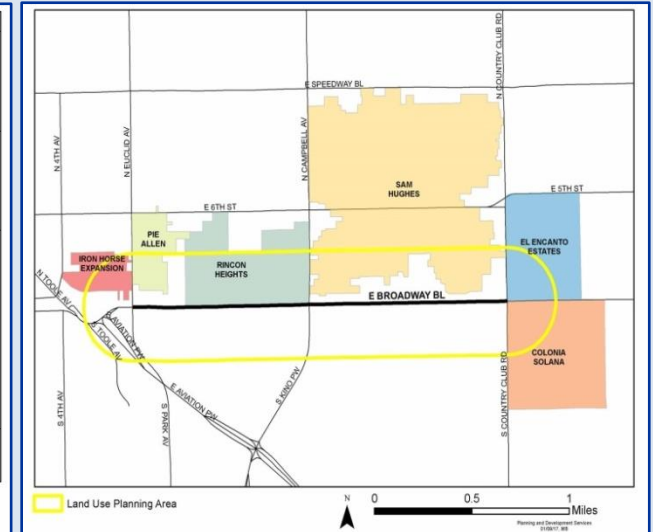 E SPEEDWAY BL
N COUNTRY CLUB RD
N 4TH AV
N EUCLID AV
N CAMPBELL AV
SAM
HUGHES
E 6TH ST
E 5TH ST
PIE
ALLEN
IRON HORSE
EXPANSION
RINCON
HEIGHTS
EL ENCANTO
ESTATES
E BROADWAY BL
N TOOLE AV
S TOOLE AV
S AVIATION PW
E AVIATION PW
S 4TH AV
S PARK AV
S KINO PW
S COUNTRY CLUB RD
COLONIA
SOLANA
Land Use Planning Area
N
0 0.5 1
Miles
Planning and Development Services